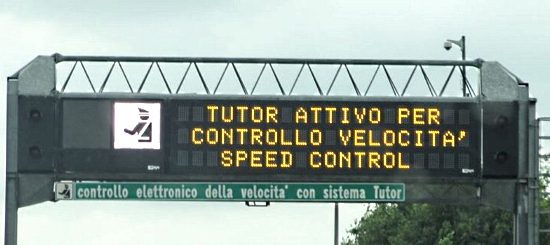 TUTOR ATTIVO PER
CONTROLLO VELOCITA'
SPEED CONTROL
controllo elettronico della velocita' con sistema Tutor